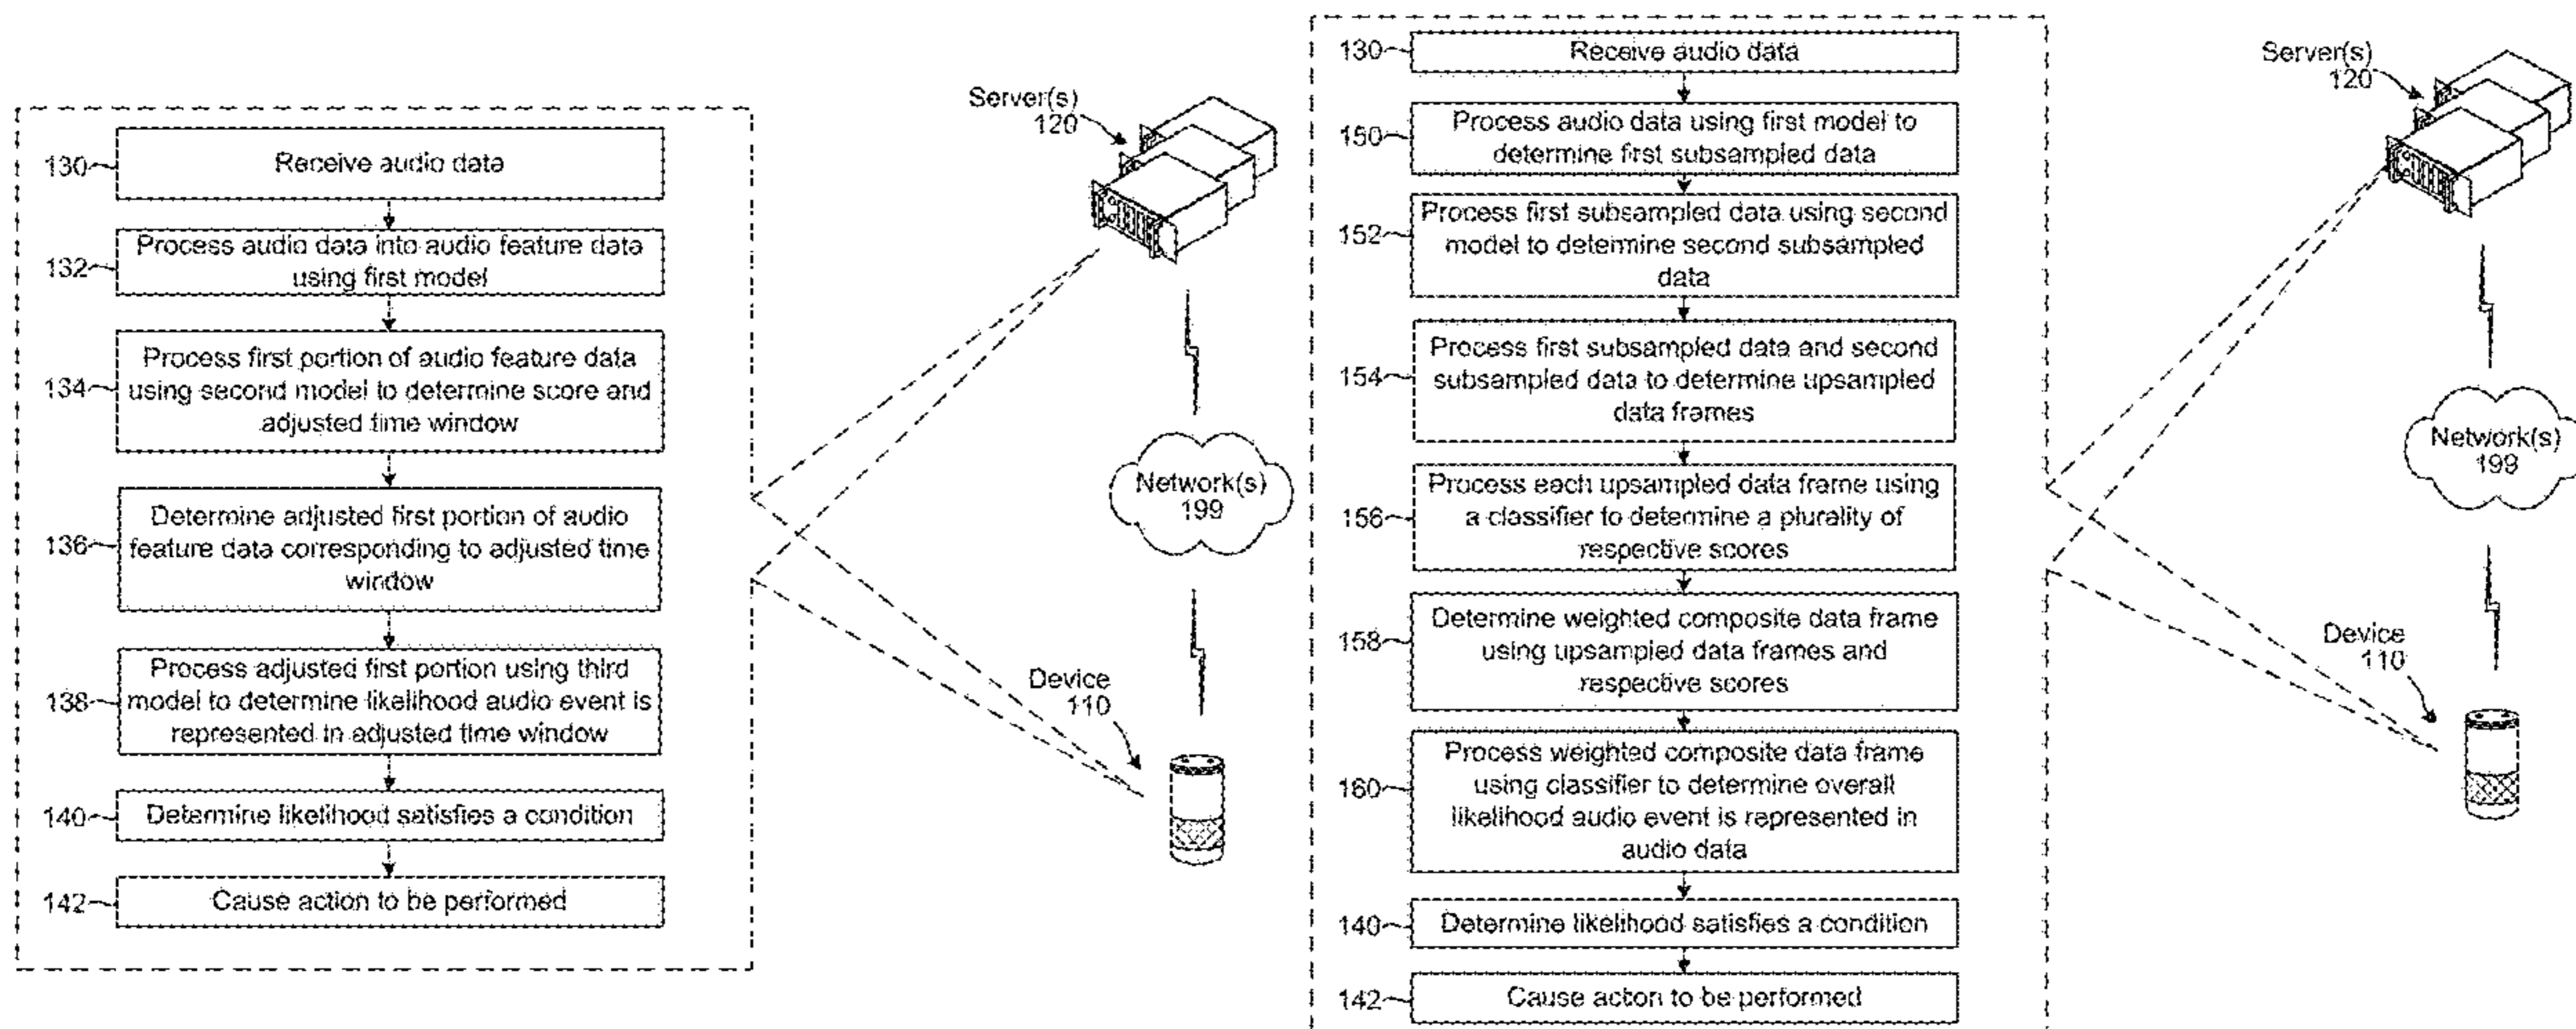 130
Receive audio data
132
Process audio data into audio feature data
using first model
134
Process first portion of audio feature data
using second model to determine score and
adjusted time window
136
Determine adjusted first portion of audio
feature data corresponding to adjusted time
window
138
Process adjusted first portion using third
model to determine likelihood audio event is
represented in adjusted time window
140
Determine likelihood satisfies a condition
142
Cause action to be performed
Server(s)
120
Network(s)
199
Device
110
130
Receive audio data
150
Process audio data using first model to
determine first subsampled data
152
Process first subsampled data using second
model to determine second subsampled
data
154
Process first subsampled data and second
subsampled data to determine upsampled
data frames
156
Process each upsampled data frame using
a classifier to determine a plurality of
respective scores
158
Determine weighted composite data frame
using upsampled data frames and
respective scores
160
Process weighted composite data frame
using classifier to determine overall
likelihood audio event is represented in
audio data
140
Determine likelihood satisfies a condition
142
Cause action to be performed
Server(s)
120
Network(s)
199
Device
110